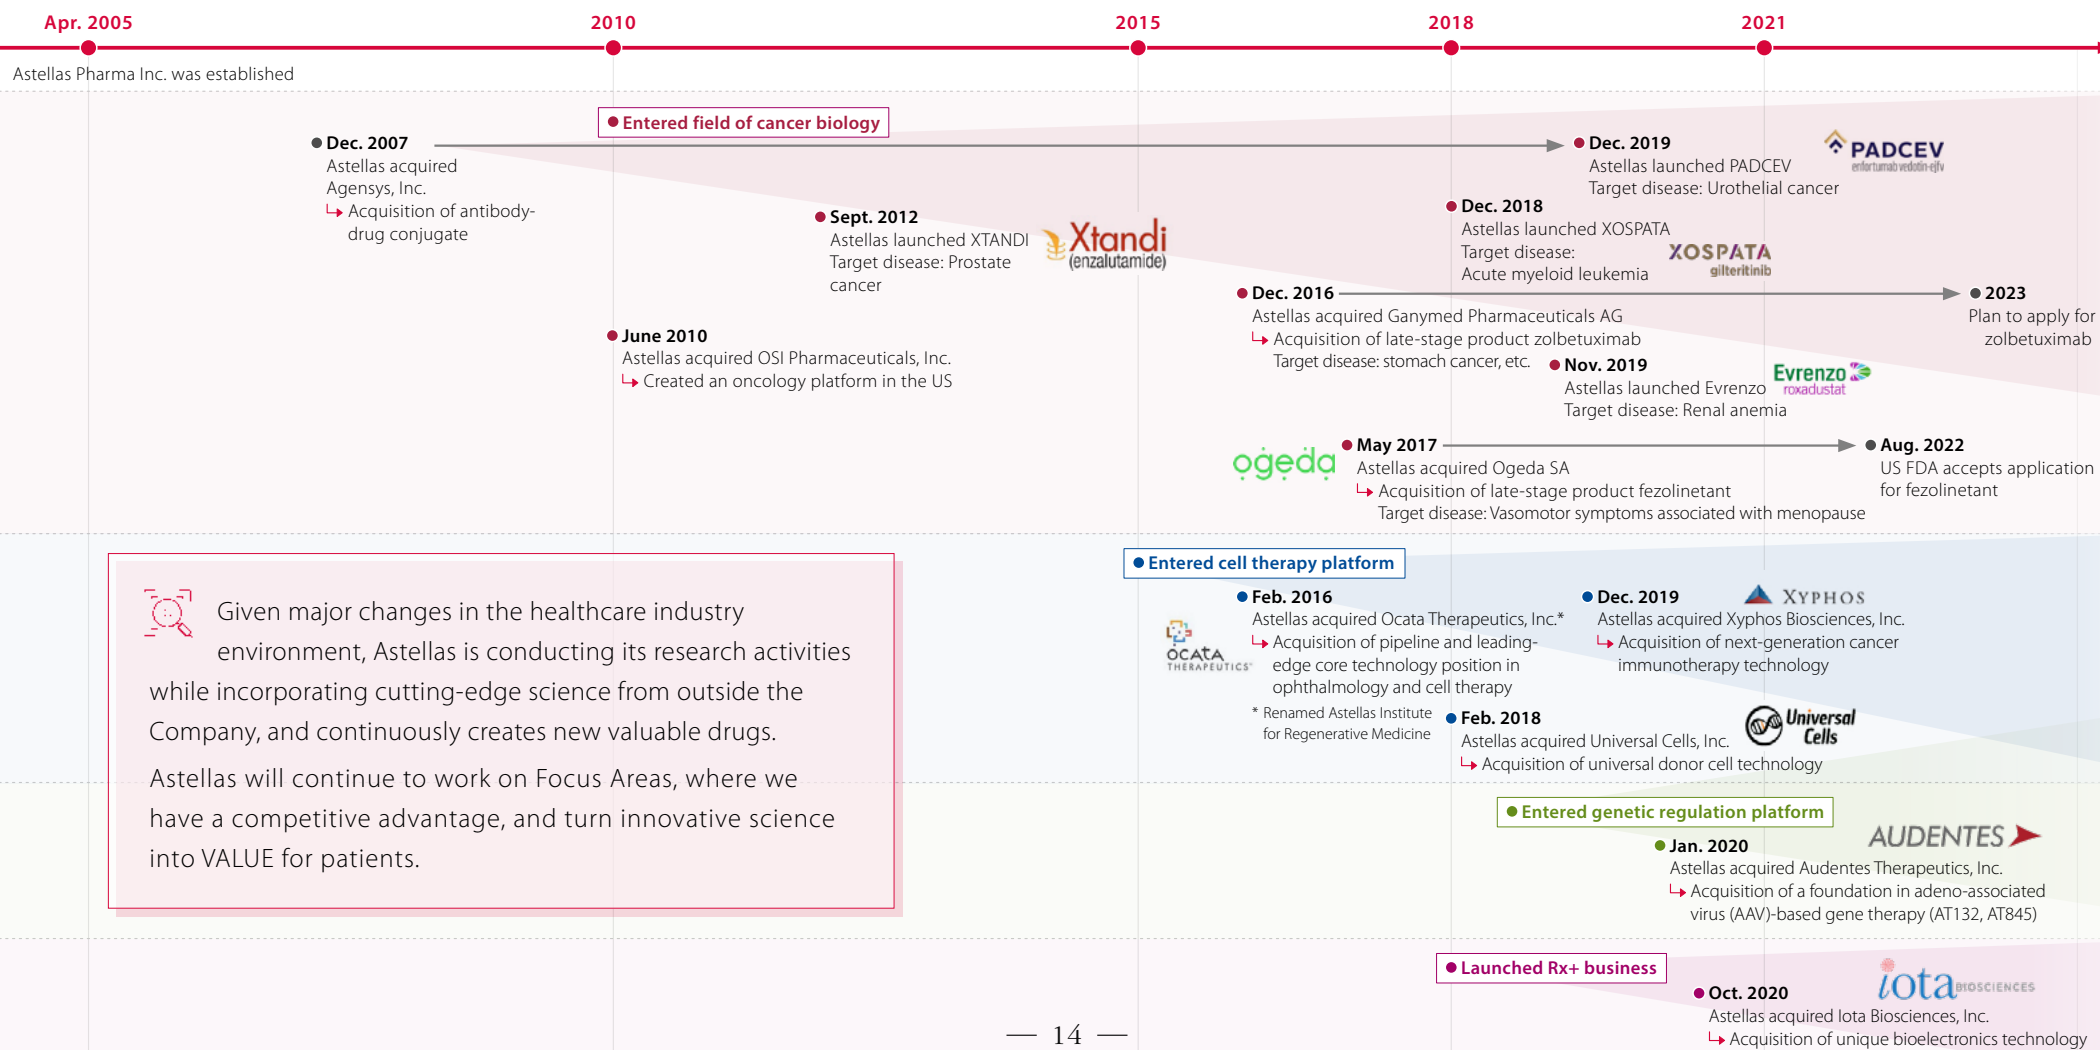 Apr. 2005
2010
2015
2018
2021
Astellas Pharma Inc. was established
Entered field of cancer biology
Dec. 2007
Astellas acquired
Agensys, Inc.
Acquisition of antibody-
drug conjugate
Sept. 2012
Astellas launched XTANDI
Target disease: Prostate
cancer
Xtandi
(enzalutamide)
June 2010
Astellas acquired OSI Pharmaceuticals, Inc.
Created an oncology platform in the US
Dec. 2019
Astellas launched PADCEV
Target disease: Urothelial cancer
PADCEV
enfortumab vedotin-ejfv
Dec. 2018
Astellas launched XOSPATA
Target disease:
Acute myeloid leukemia
XOSPATA
gilteritinib
Dec. 2016
Astellas acquired Ganymed Pharmaceuticals AG
Acquisition of late-stage product zolbetuximab
Target disease: stomach cancer, etc.
2023
Plan to apply for
zolbetuximab
Nov. 2019
Astellas launched Evrenzo
Target disease: Renal anemia
Evrenzo
roxadustat
ogeda
May 2017
Astellas acquired Ogeda SA
Acquisition of late-stage product fezolinetant
Target disease: Vasomotor symptoms associated with menopause
Aug. 2022
US FDA accepts application
for fezolinetant
Given major changes in the healthcare industry
environment, Astellas is conducting its research activities
while incorporating cutting-edge science from outside the
Company, and continuously creates new valuable drugs.
Astellas will continue to work on Focus Areas, where we
have a competitive advantage, and turn innovative science
into VALUE for patients.
Entered cell therapy platform
Feb. 2016
Astellas acquired Ocata Therapeutics, Inc.*
Acquisition of pipeline and leading-
edge core technology position in
ophthalmology and cell therapy
* Renamed Astellas Institute
for Regenerative Medicine
OCATA
THERAPEUTICS
Dec. 2019
Astellas acquired Xyphos Biosciences, Inc.
Acquisition of next-generation cancer
immunotherapy technology
XYPHOS
Feb. 2018
Astellas acquired Universal Cells, Inc.
Acquisition of universal donor cell technology
Universal
Cells
Entered genetic regulation platform
Jan. 2020
Astellas acquired Audentes Therapeutics, Inc.
Acquisition of a foundation in adeno-associated
virus (AAV)-based gene therapy (AT132, AT845)
AUDENTES
Launched Rx+ business
Oct. 2020
Astellas acquired Iota Biosciences, Inc.
Acquisition of unique bioelectronics technology
iota BIOSCIENCES
— 14 —